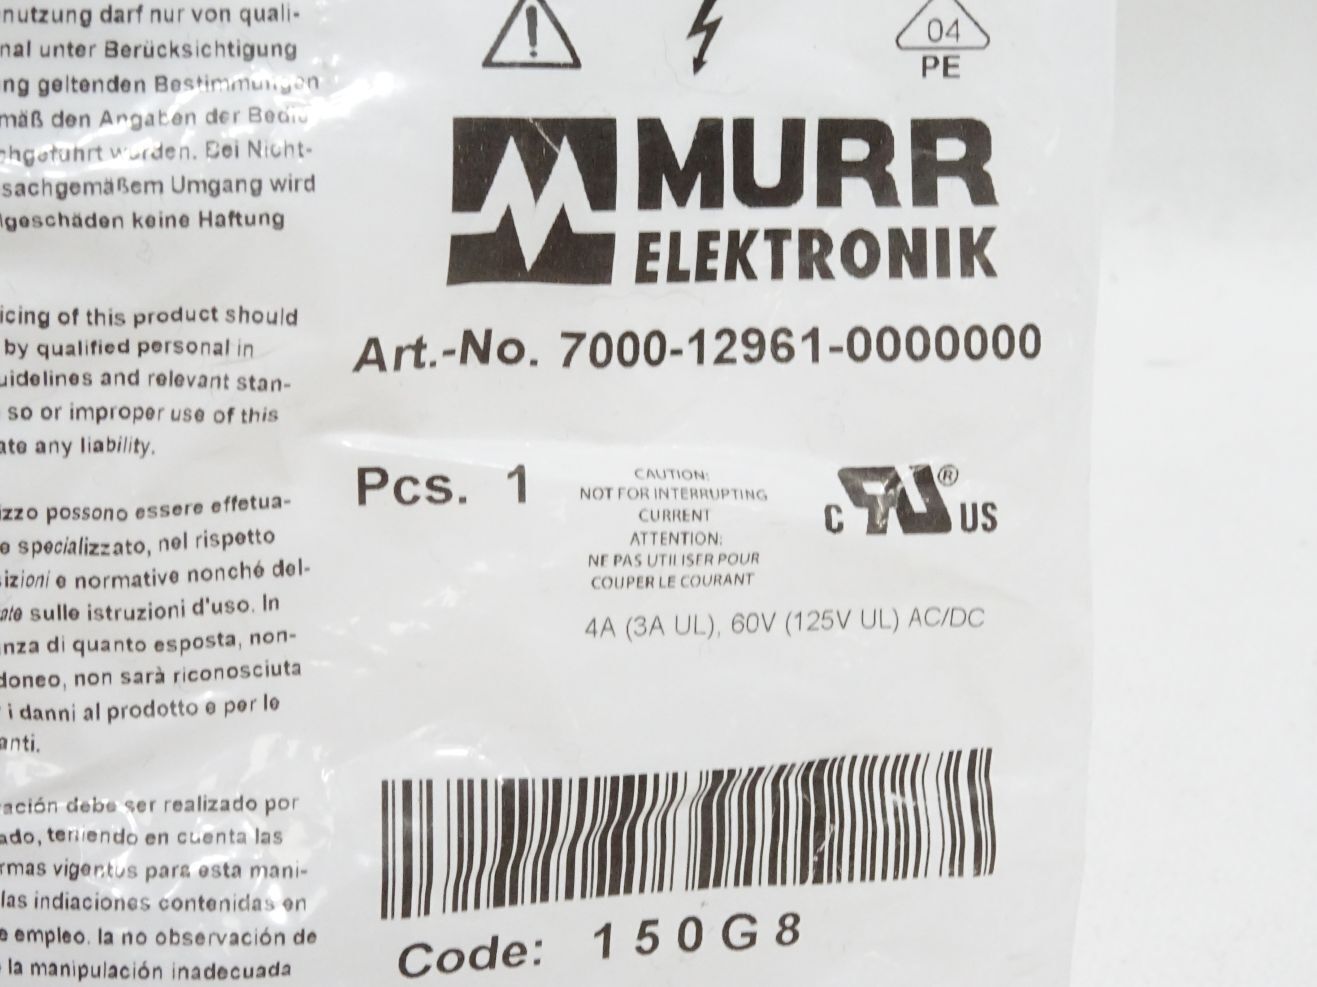 nutzung darf nur von quali-
nal unter Berücksichtigung
ng geltenden Bestimmungen
mäß den Angaben der Bedie
chgeführt werden. Bei Nicht-
sachgemäßem Umgang wird
lgeschäden keine Haftung
icing of this product should
by qualified personal in
uidelines and relevant stan-
so or improper use of this
ate any liability.
izzo possono essere effetua-
e specializzato, nel rispetto
izioni e normative nonché del-
ate sulle istruzioni d'uso. In
nza di quanto esposta, non-
doneo, non sarà riconosciuta
i danni al prodotto e per le
anti.
ación debe ser realizado por
ado, teniendo en cuenta las
rmas vigentes para esta mani-
las indiaciones contenidas en
e empleo. la no observación de
la manipulación inadecuada
04
PE
MURR
ELEKTRONIK
Art.-No. 7000-12961-0000000
Pcs. 1
CAUTION:
NOT FOR INTERRUPTING
CURRENT
ATTENTION:
NE PAS UTILISER POUR
COUPER LE COURANT
C RU ® US
4A (3A UL), 60V (125V UL) AC/DC
Code: 150G8